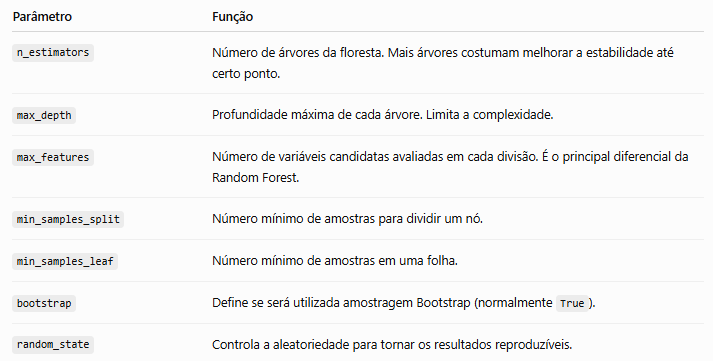 Parâmetro Função
n_estimators Número de árvores da floresta. Mais árvores costumam melhorar a estabilidade até
certo ponto.
max_depth Profundidade máxima de cada árvore. Limita a complexidade.
max_features Número de variáveis candidatas avaliadas em cada divisão. É o principal diferencial da
Random Forest.
min_samples_split Número mínimo de amostras para dividir um nó.
min_samples_leaf Número mínimo de amostras em uma folha.
bootstrap Define se será utilizada amostragem Bootstrap (normalmente True).
random_state Controla a aleatoriedade para tornar os resultados reproduzíveis.